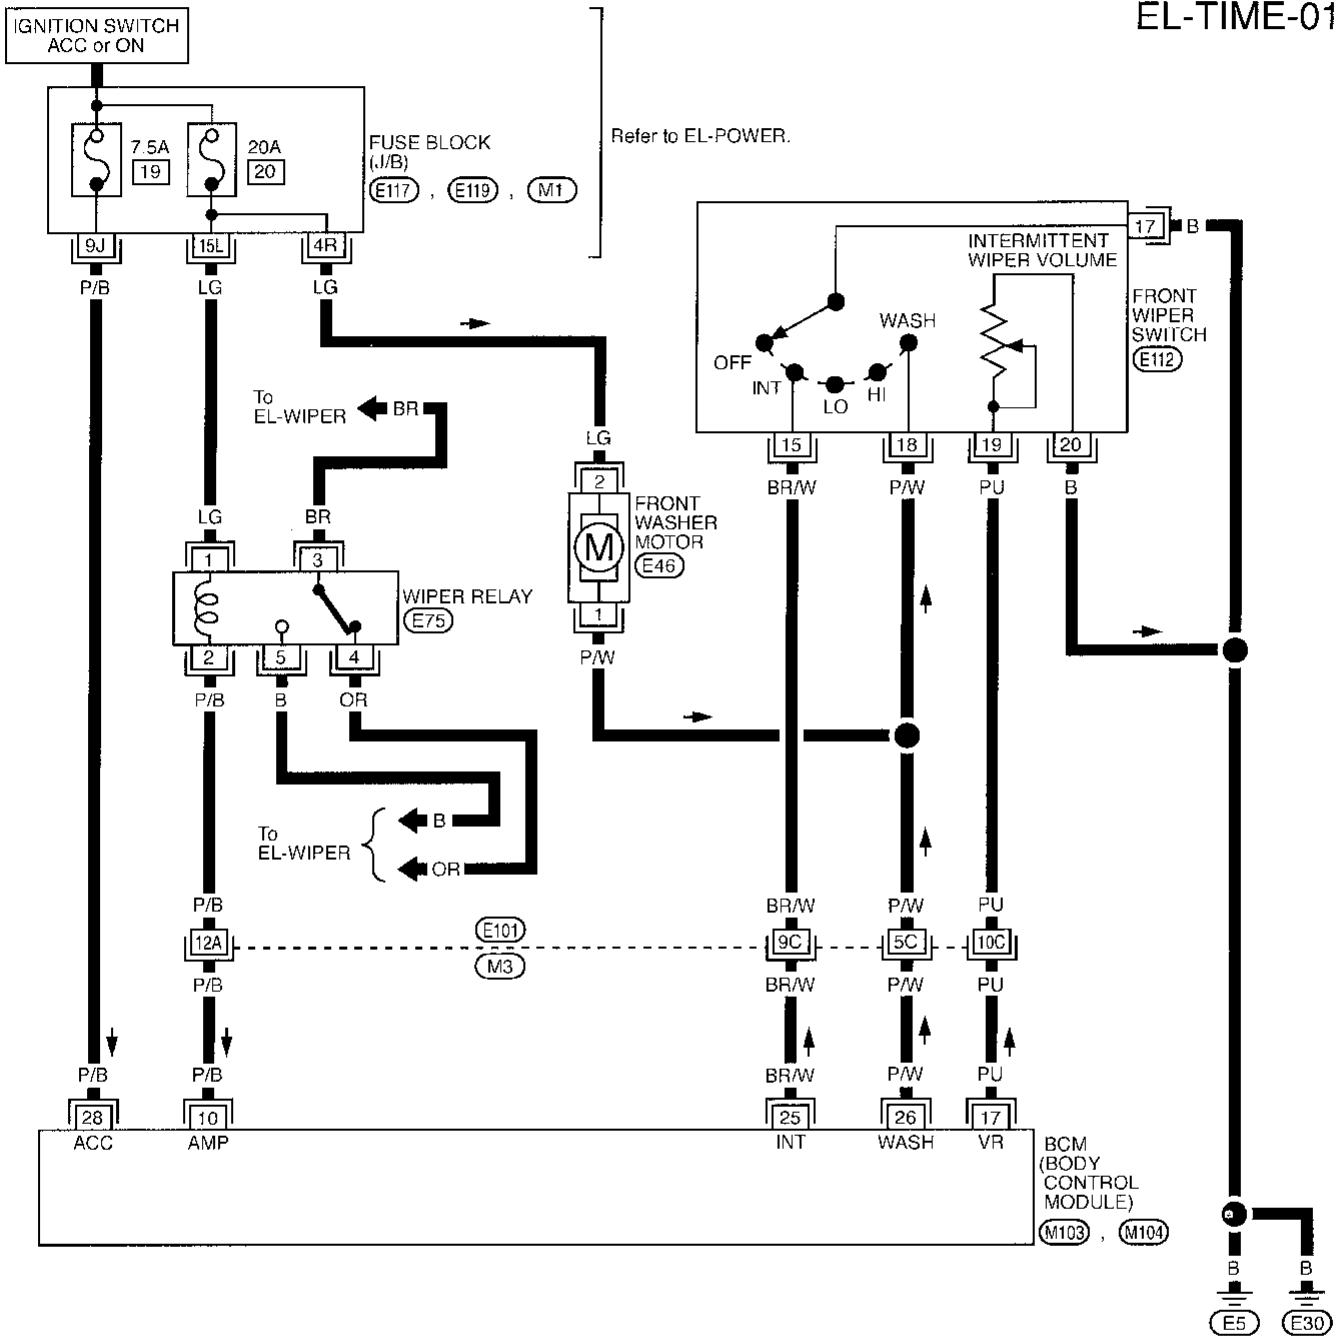 EL-TIME-01
IGNITION SWITCH
ACC or ON
7.5A
19
20A
20
FUSE BLOCK
(J/B)
E117 , E119 , M1
Refer to EL-POWER.
9J
15L
4R
P/B
LG
LG
17
B
INTERMITTENT
WIPER VOLUME
FRONT
WIPER
SWITCH
E112
OFF
INT
LO
HI
WASH
15
18
19
20
BR/W
P/W
PU
B
To
EL-WIPER
BR
LG
2
FRONT
WASHER
MOTOR
E46
M
1
P/W
LG
BR
1
3
WIPER RELAY
E75
2
5
4
P/B
B
OR
To
EL-WIPER
B
OR
P/B
BR/W
P/W
PU
12A
E101
M3
9C
5C
10C
P/B
BR/W
P/W
PU
P/B
P/B
BR/W
P/W
PU
28
10
25
26
17
ACC
AMP
INT
WASH
VR
BCM
(BODY
CONTROL
MODULE)
M103 , M104
B
B
E5
E30